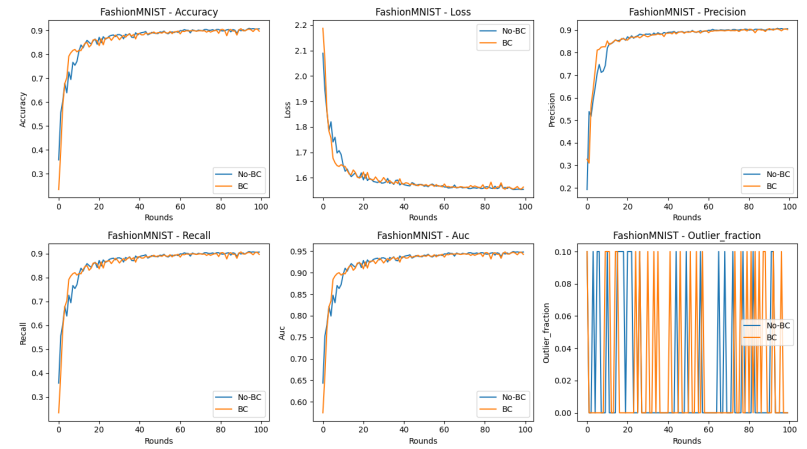 FashionMNIST - Accuracy
0.9
0.8
0.7
0.6
0.5
0.4
0.3
Accuracy
0 20 40 60 80 100
Rounds
No-BC
BC
FashionMNIST - Loss
2.2
2.1
2.0
1.9
1.8
1.7
1.6
Loss
0 20 40 60 80 100
Rounds
No-BC
BC
FashionMNIST - Precision
0.9
0.8
0.7
0.6
0.5
0.4
0.3
0.2
Precision
0 20 40 60 80 100
Rounds
No-BC
BC
FashionMNIST - Recall
0.9
0.8
0.7
0.6
0.5
0.4
0.3
Recall
0 20 40 60 80 100
Rounds
No-BC
BC
FashionMNIST - Auc
0.95
0.90
0.85
0.80
0.75
0.70
0.65
0.60
Auc
0 20 40 60 80 100
Rounds
No-BC
BC
FashionMNIST - Outlier_fraction
0.10
0.08
0.06
0.04
0.02
0.00
Outlier_fraction
0 20 40 60 80 100
Rounds
No-BC
BC